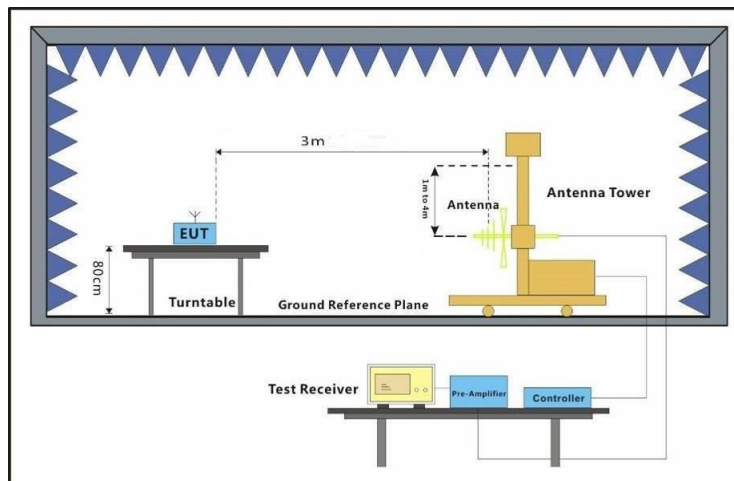 3m
1m to 4m
Antenna
Antenna Tower
EUT
80cm
Turntable
Ground Reference Plane
Test Receiver
Pre-Amplifier
Controller